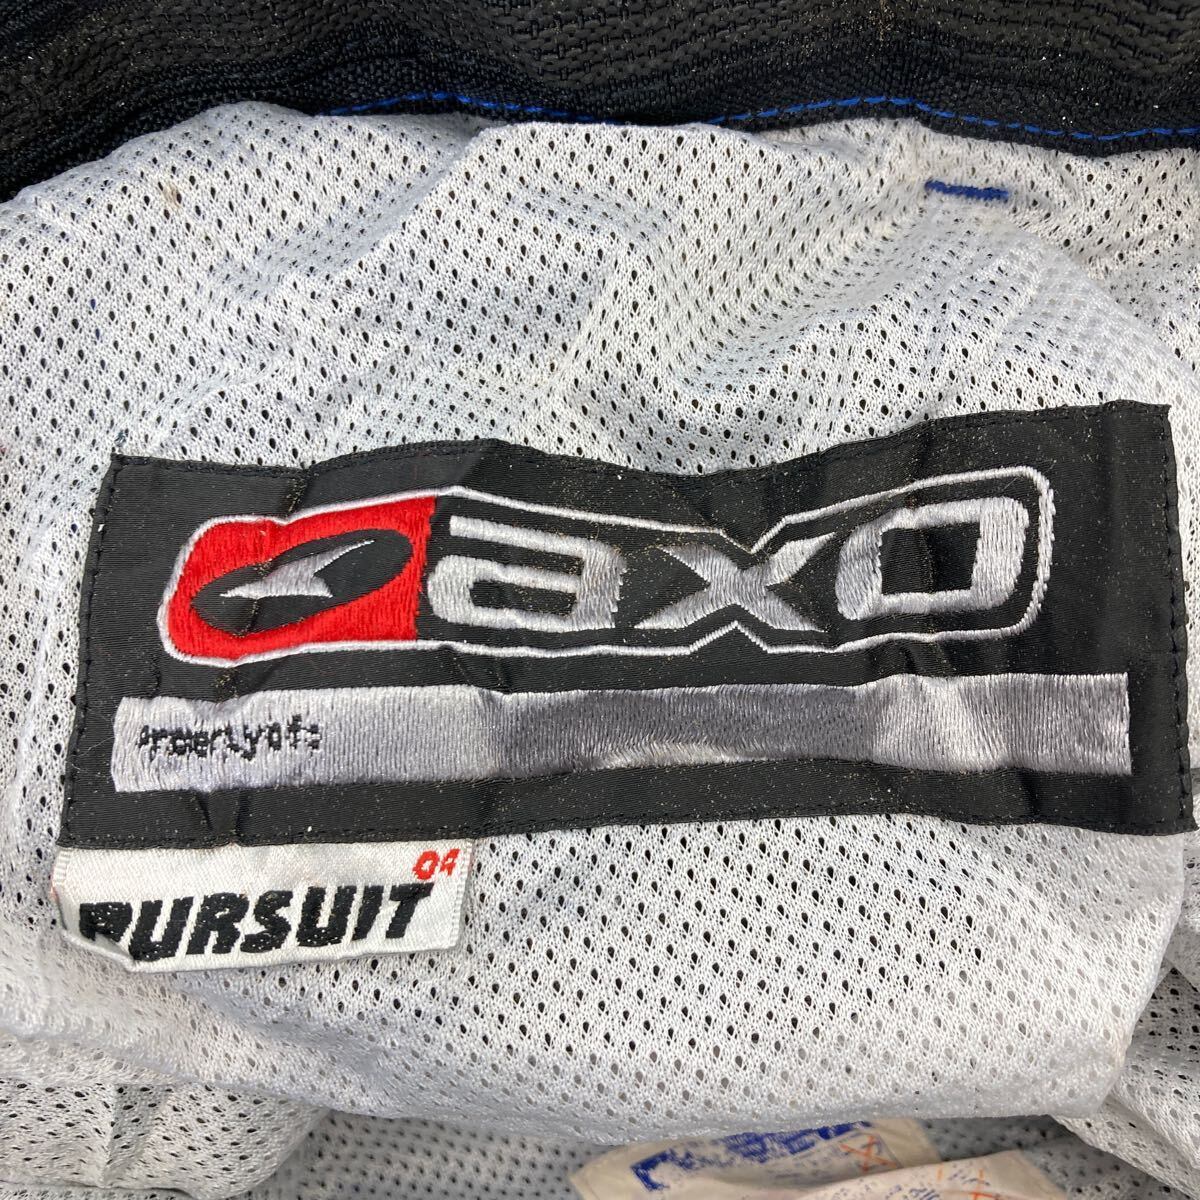 axo
Property of:
PURSUIT 04